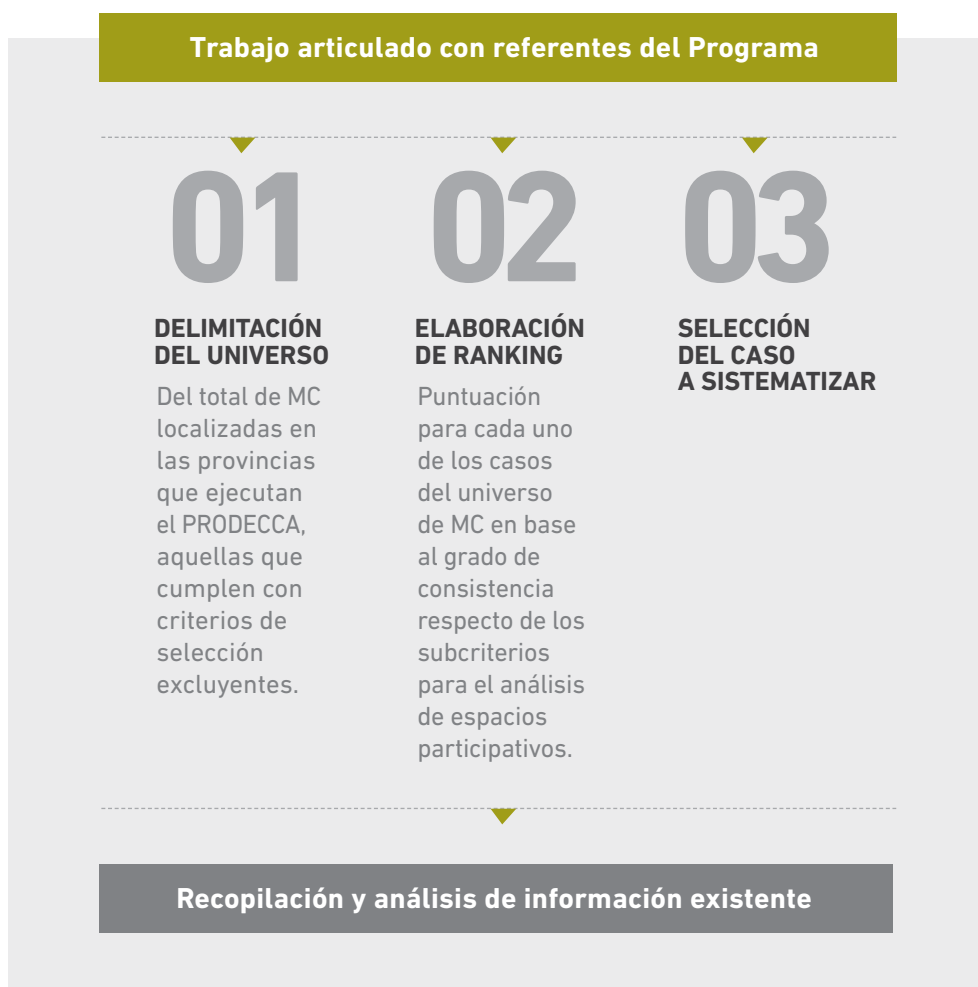 Trabajo articulado con referentes del Programa
01
DELIMITACIÓN
DEL UNIVERSO
Del total de MC
localizadas en
las provincias
que ejecutan
el PRODECCA,
aquellas que
cumplen con
criterios de
selección
excluyentes.
02
ELABORACIÓN
DE RANKING
Puntuación
para cada uno
de los casos
del universo
de MC en base
al grado de
consistencia
respecto de los
subcriterios
para el análisis
de espacios
participativos.
03
SELECCIÓN
DEL CASO
A SISTEMATIZAR
Recopilación y análisis de información existente